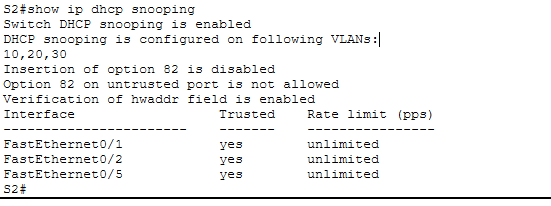 S2#show ip dhcp snooping
Switch DHCP snooping is enabled
DHCP snooping is configured on following VLANs:
10,20,30
Insertion of option 82 is disabled
Option 82 on untrusted port is not allowed
Verification of hwaddr field is enabled
Interface                  Trusted    Rate limit (pps)
-----------------------    -------    ----------------
FastEthernet0/1            yes        unlimited
FastEthernet0/2            yes        unlimited
FastEthernet0/5            yes        unlimited
S2#